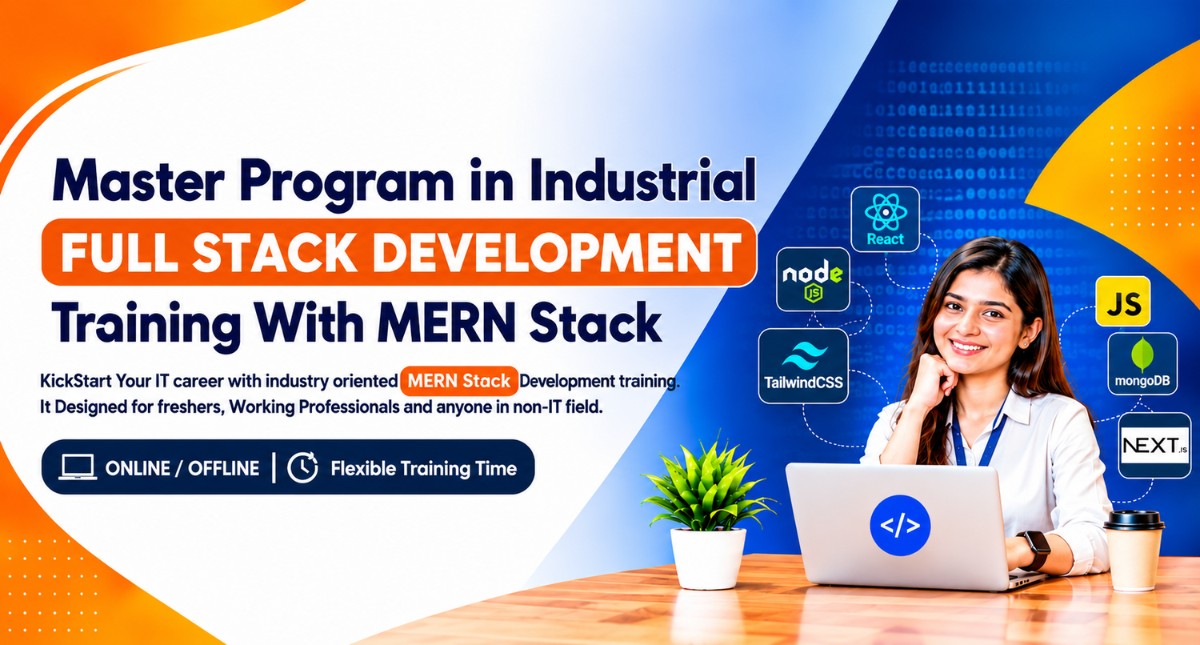 Master Program in Industrial
FULL STACK DEVELOPMENT
Training With MERN Stack
KickStart Your IT career with industry oriented MERN Stack Development training.
It Designed for freshers, Working Professionals and anyone in non-IT field.
ONLINE / OFFLINE | Flexible Training Time
React
node
JS
TailwindCSS
JS
mongoDB
NEXT.JS
</>